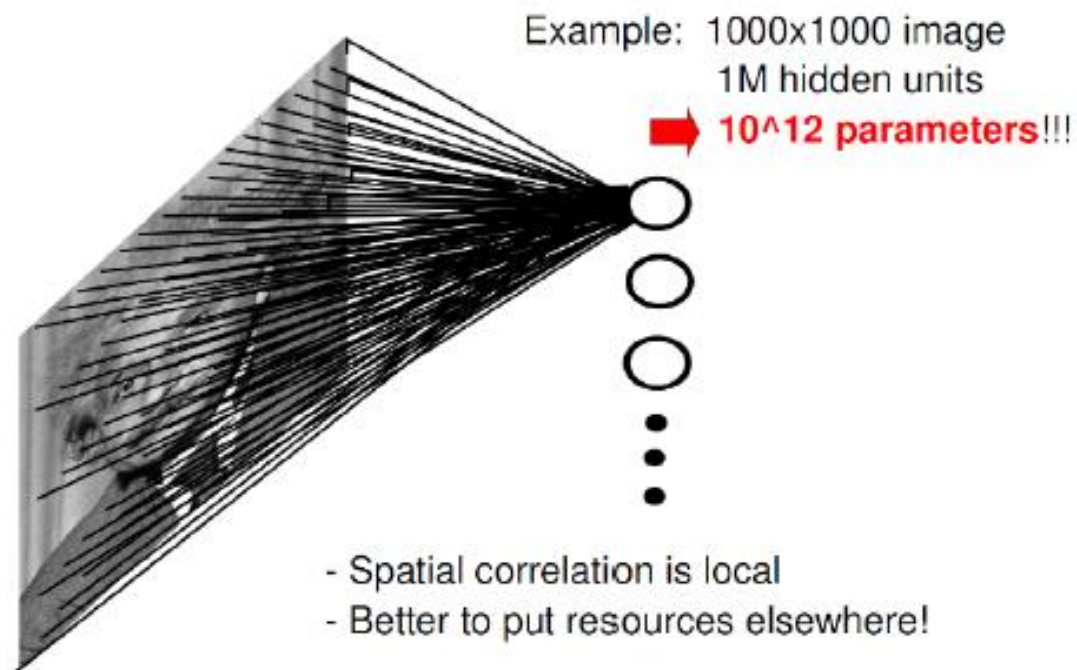 Example: 1000x1000 image
1M hidden units
10^12 parameters!!!
- Spatial correlation is local
- Better to put resources elsewhere!